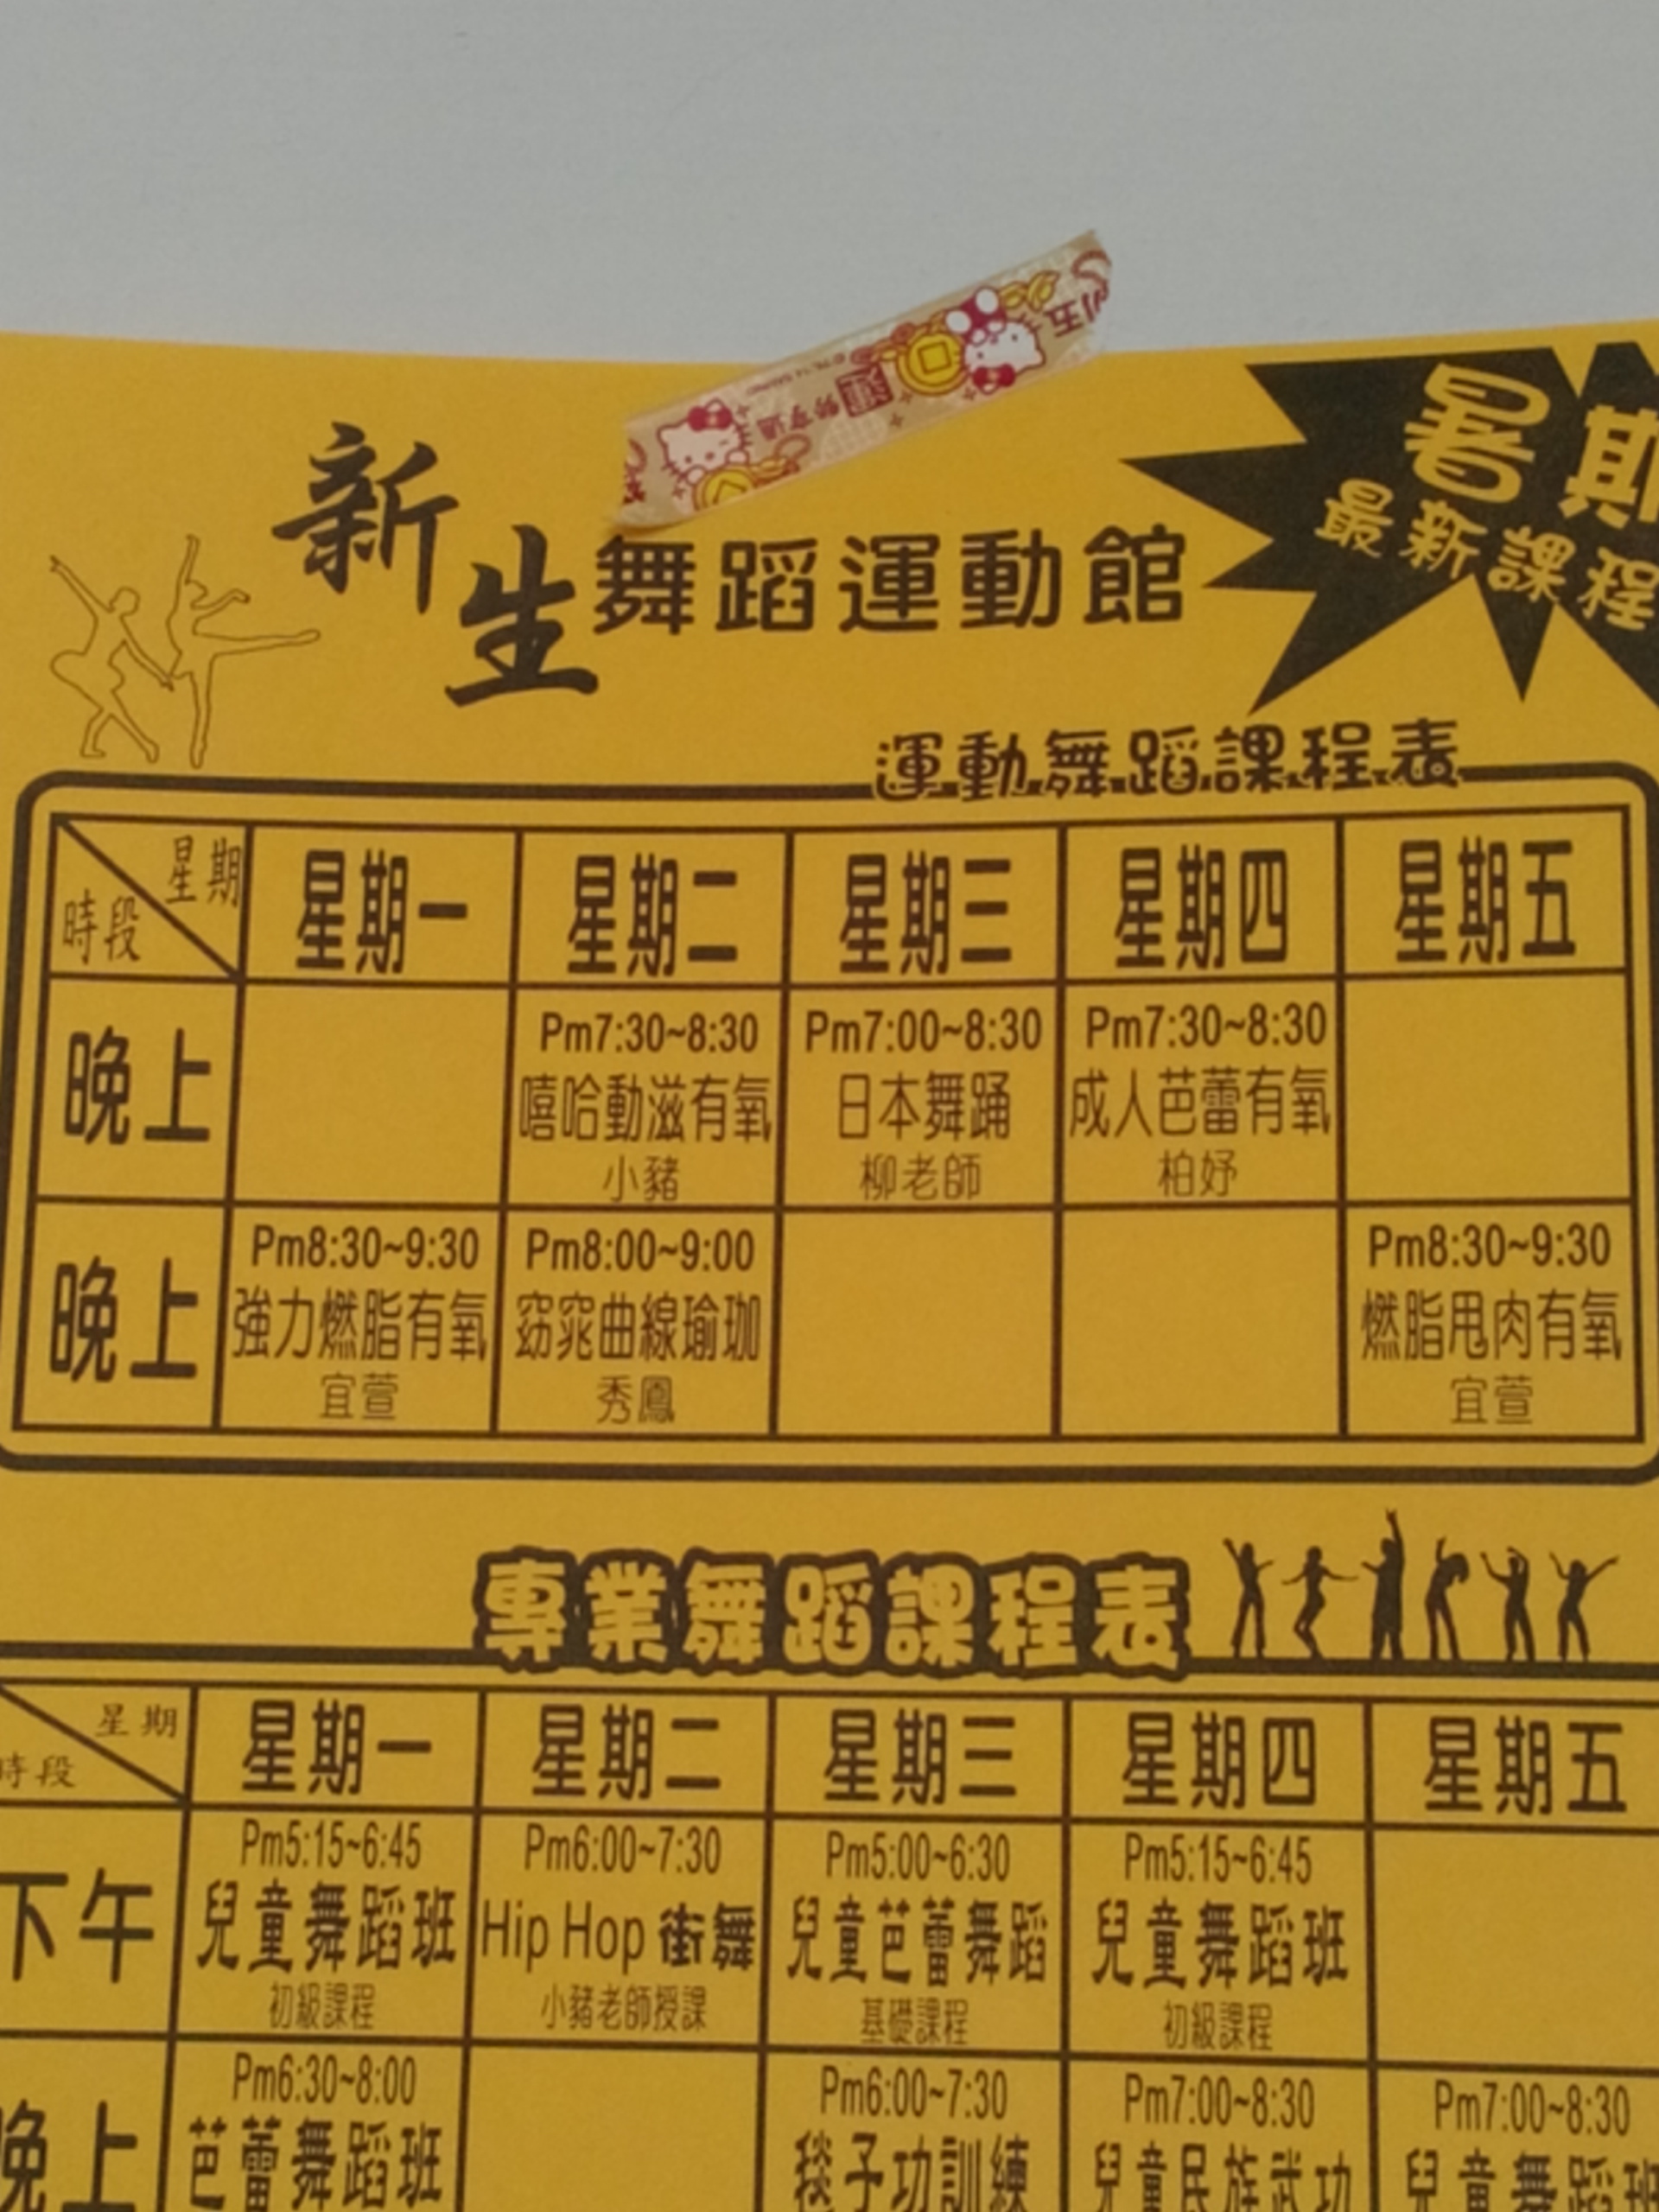 暑期
最新課程
新生舞蹈運動館
運動舞蹈課程表
星期
時段
星期一 星期二 星期三 星期四 星期五
晚上
Pm7:30~8:30
嘻哈動滋有氧
小豬
Pm7:00~8:30
日本舞踊
柳老師
Pm7:30~8:30
成人芭蕾有氧
柏妤
晚上
Pm8:30~9:30
強力燃脂有氧
宜萱
Pm8:00~9:00
窈窕曲線瑜珈
秀鳳
Pm8:30~9:30
燃脂甩肉有氧
宜萱
專業舞蹈課程表
星期
時段
星期一 星期二 星期三 星期四 星期五
下午
Pm5:15~6:45
兒童舞蹈班
初級課程
Pm6:00~7:30
Hip Hop 街舞
小豬老師授課
Pm5:00~6:30
兒童芭蕾舞蹈
基礎課程
Pm5:15~6:45
兒童舞蹈班
初級課程
晚上
Pm6:30~8:00
芭蕾舞蹈班
Pm6:00~7:30
毯子功訓練
Pm7:00~8:30
兒童民族武功
Pm7:00~8:30
兒童舞蹈班